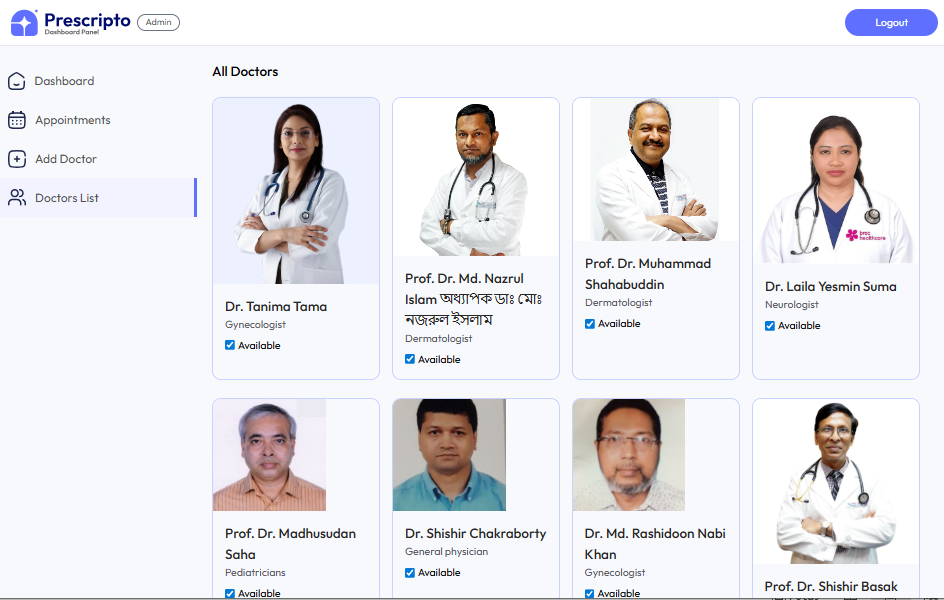 Prescripto
Dashboard Panel
Admin
Logout
Dashboard
Appointments
Add Doctor
Doctors List
All Doctors
Dr. Tanima Tama
Gynecologist
Available
Prof. Dr. Md. Nazrul
Islam অধ্যাপক ডাঃ মোঃ
নজরুল ইসলাম
Dermatologist
Available
Prof. Dr. Muhammad
Shahabuddin
Dermatologist
Available
brac
healthcare
Dr. Laila Yesmin Suma
Neurologist
Available
Prof. Dr. Madhusudan
Saha
Pediatricians
Available
Dr. Shishir Chakraborty
General physician
Available
Dr. Md. Rashidoon Nabi
Khan
Gynecologist
Available
Prof. Dr. Shishir Basak